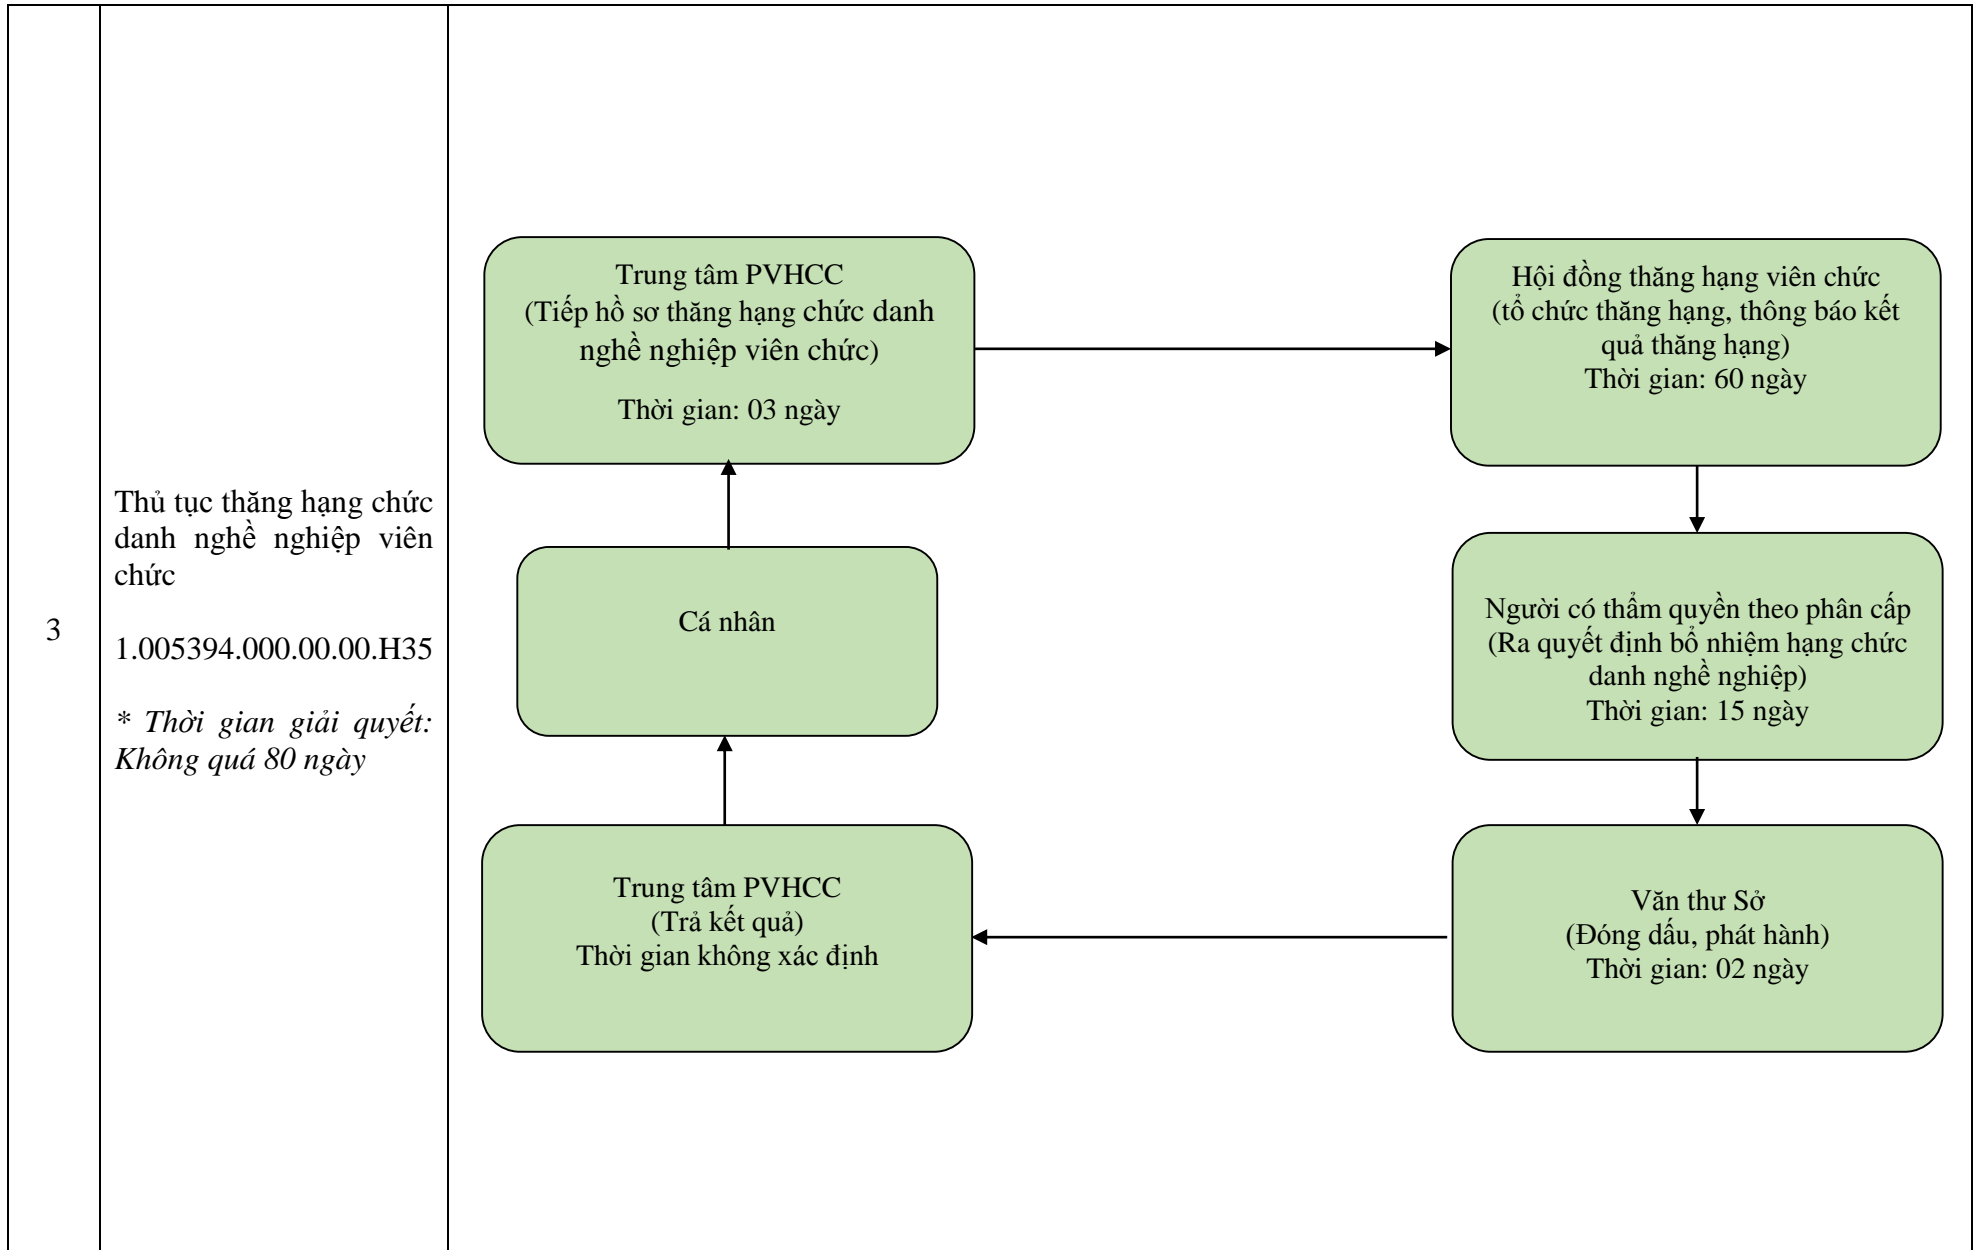 3
Thủ tục thăng hạng chức
danh nghề nghiệp viên
chức
1.005394.000.00.00.H35
* Thời gian giải quyết:
Không quá 80 ngày
Trung tâm PVHCC
(Tiếp hồ sơ thăng hạng chức danh
nghề nghiệp viên chức)
Thời gian: 03 ngày
Hội đồng thăng hạng viên chức
(tổ chức thăng hạng, thông báo kết
quả thăng hạng)
Thời gian: 60 ngày
Cá nhân
Người có thẩm quyền theo phân cấp
(Ra quyết định bổ nhiệm hạng chức
danh nghề nghiệp)
Thời gian: 15 ngày
Trung tâm PVHCC
(Trả kết quả)
Thời gian không xác định
Văn thư Sở
(Đóng dấu, phát hành)
Thời gian: 02 ngày